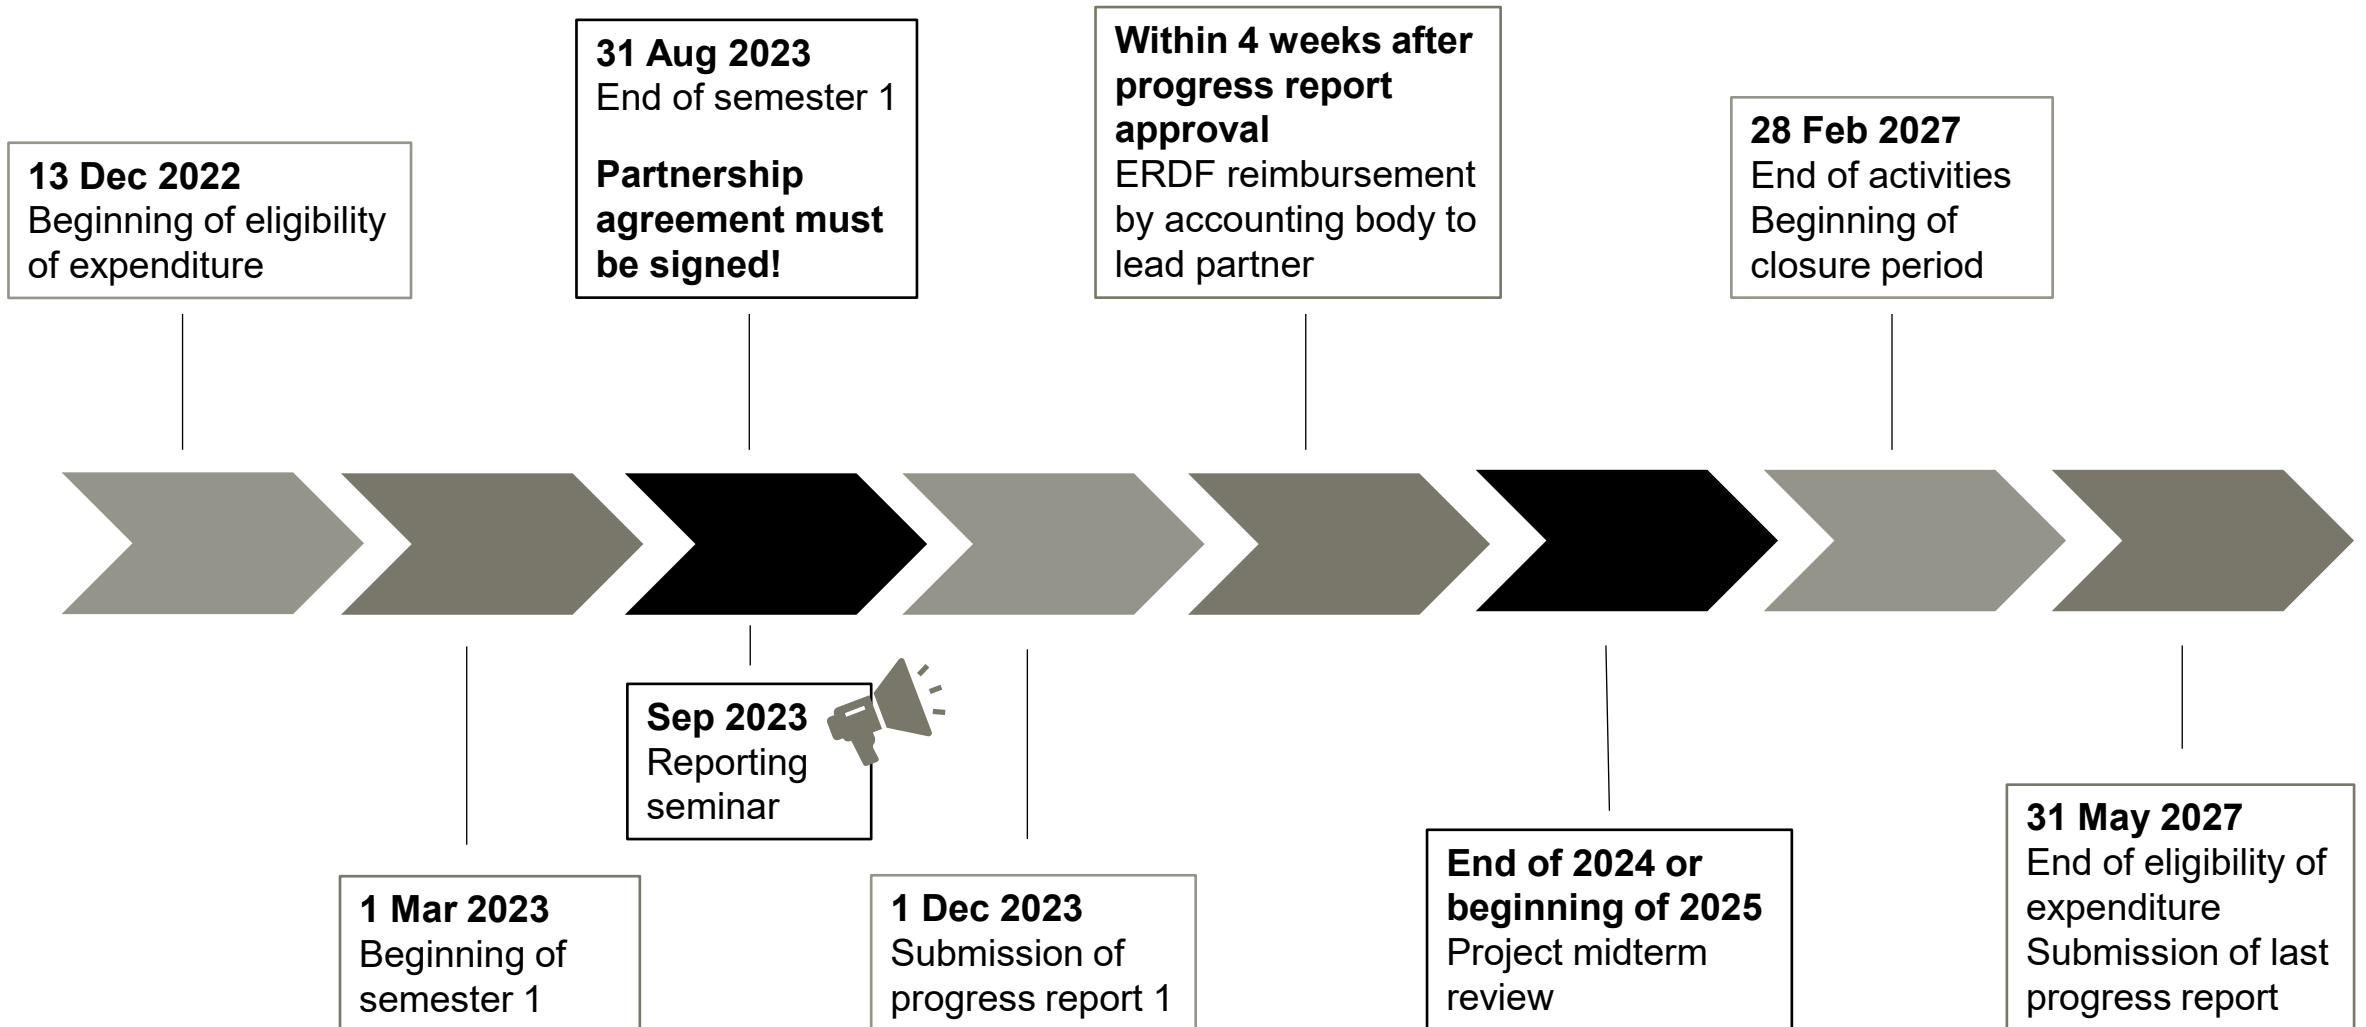 13 Dec 2022
Beginning of eligibility
of expenditure
31 Aug 2023
End of semester 1
Partnership
agreement must
be signed!
Within 4 weeks after
progress report
approval
ERDF reimbursement
by accounting body to
lead partner
28 Feb 2027
End of activities
Beginning of
closure period
Sep 2023
Reporting
seminar
1 Mar 2023
Beginning of
semester 1
1 Dec 2023
Submission of
progress report 1
End of 2024 or
beginning of 2025
Project midterm
review
31 May 2027
End of eligibility of
expenditure
Submission of last
progress report